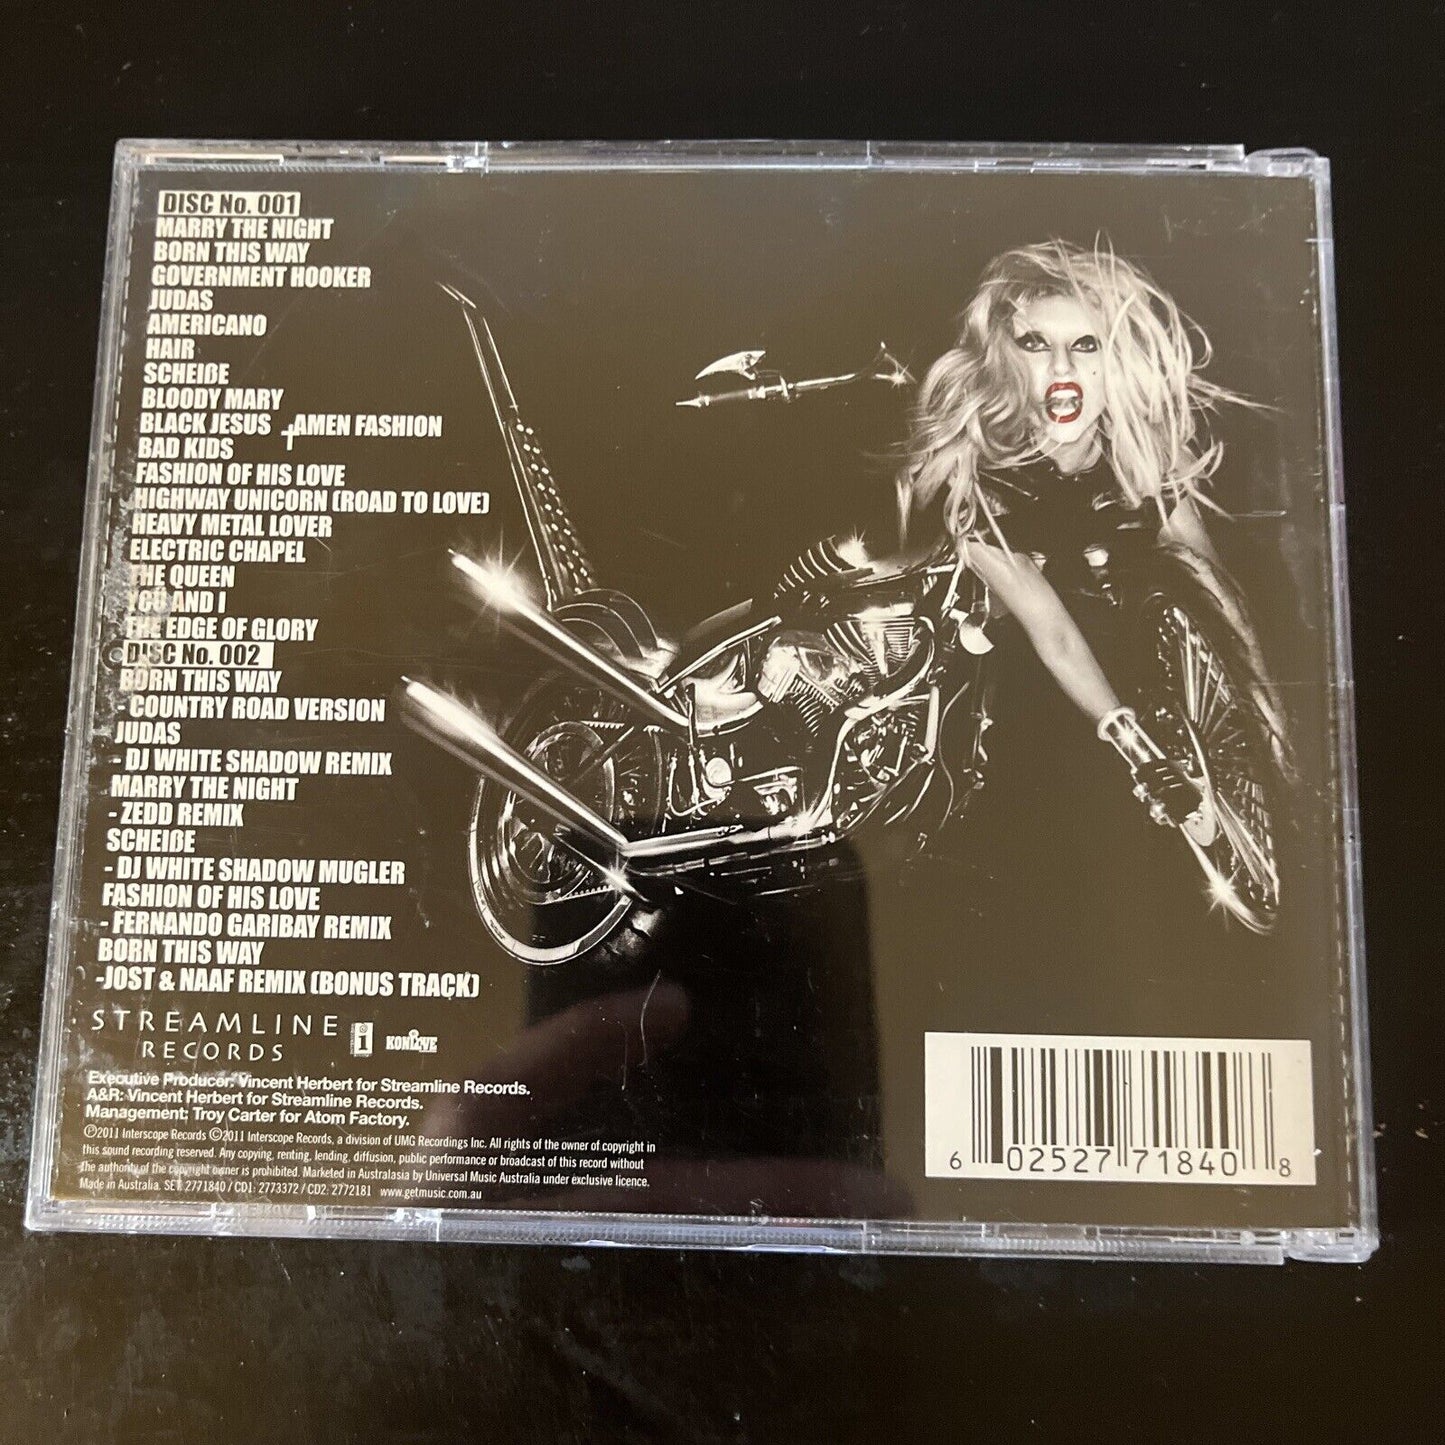 DISC No. 001
MARRY THE NIGHT
BORN THIS WAY
GOVERNMENT HOOKER
JUDAS
AMERICANO
HAIR
SCHEIßE
BLOODY MARY
BLACK JESUS † AMEN FASHION
BAD KIDS
FASHION OF HIS LOVE
HIGHWAY UNICORN (ROAD TO LOVE)
HEAVY METAL LOVER
ELECTRIC CHAPEL
THE QUEEN
YOÜ AND I
THE EDGE OF GLORY
DISC No. 002
BORN THIS WAY
- COUNTRY ROAD VERSION
JUDAS
- DJ WHITE SHADOW REMIX
MARRY THE NIGHT
- ZEDD REMIX
SCHEIßE
- DJ WHITE SHADOW MUGLER
FASHION OF HIS LOVE
- FERNANDO GARIBAY REMIX
BORN THIS WAY
-JOST & NAAF REMIX (BONUS TRACK)
STREAMLINE
RECORDS
i
KONLIVE
Executive Producer: Vincent Herbert for Streamline Records.
A&R: Vincent Herbert for Streamline Records.
Management: Troy Carter for Atom Factory.
℗2011 Interscope Records ©2011 Interscope Records, a division of UMG Recordings Inc. All rights of the owner of copyright in
this sound recording reserved. Any copying, renting, lending, diffusion, public performance or broadcast of this record without
the authority of the copyright owner is prohibited. Marketed in Australasia by Universal Music Australia under exclusive licence.
Made in Australia. SET: 2771840 / CD1: 2773372 / CD2: 2772181 www.getmusic.com.au
6 02527 71840 8